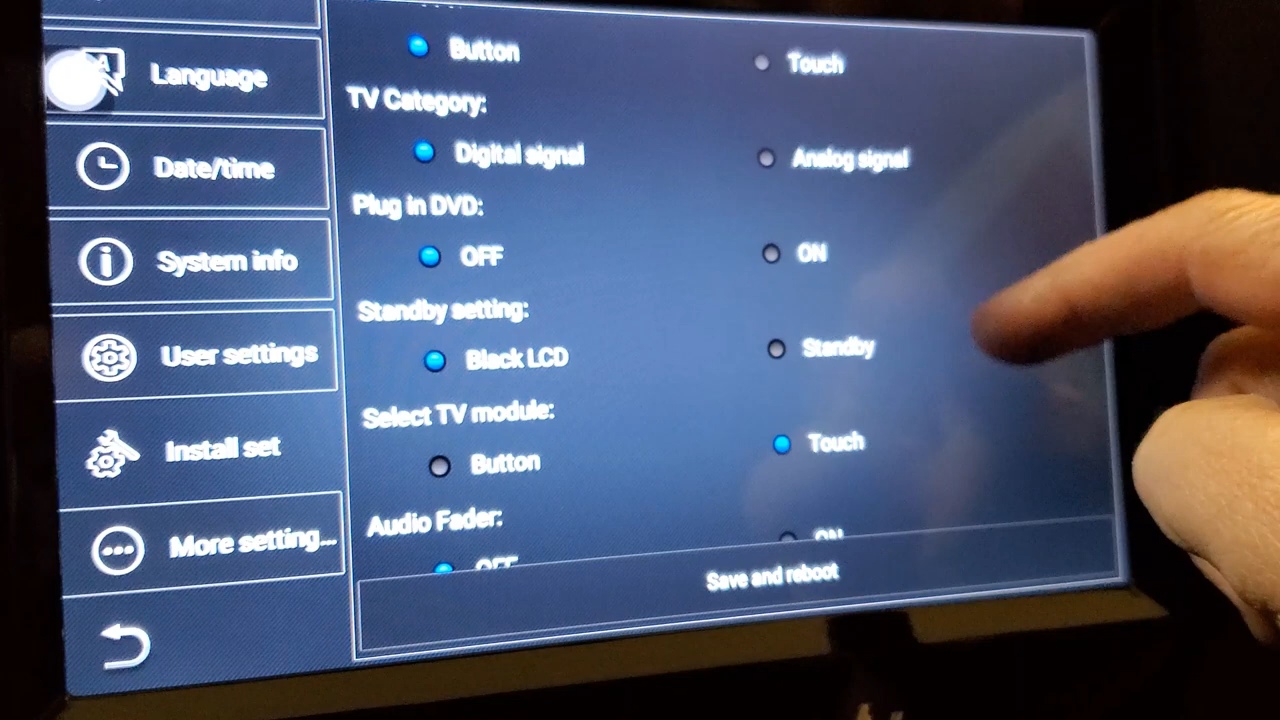 Language
Date/time
System info
User settings
Install set
More setting...
Button Touch
TV Category:
Digital signal Analog signal
Plug in DVD:
OFF ON
Standby setting:
Black LCD Standby
Select TV module:
Button Touch
Audio Fader:
OFF ON
Save and reboot